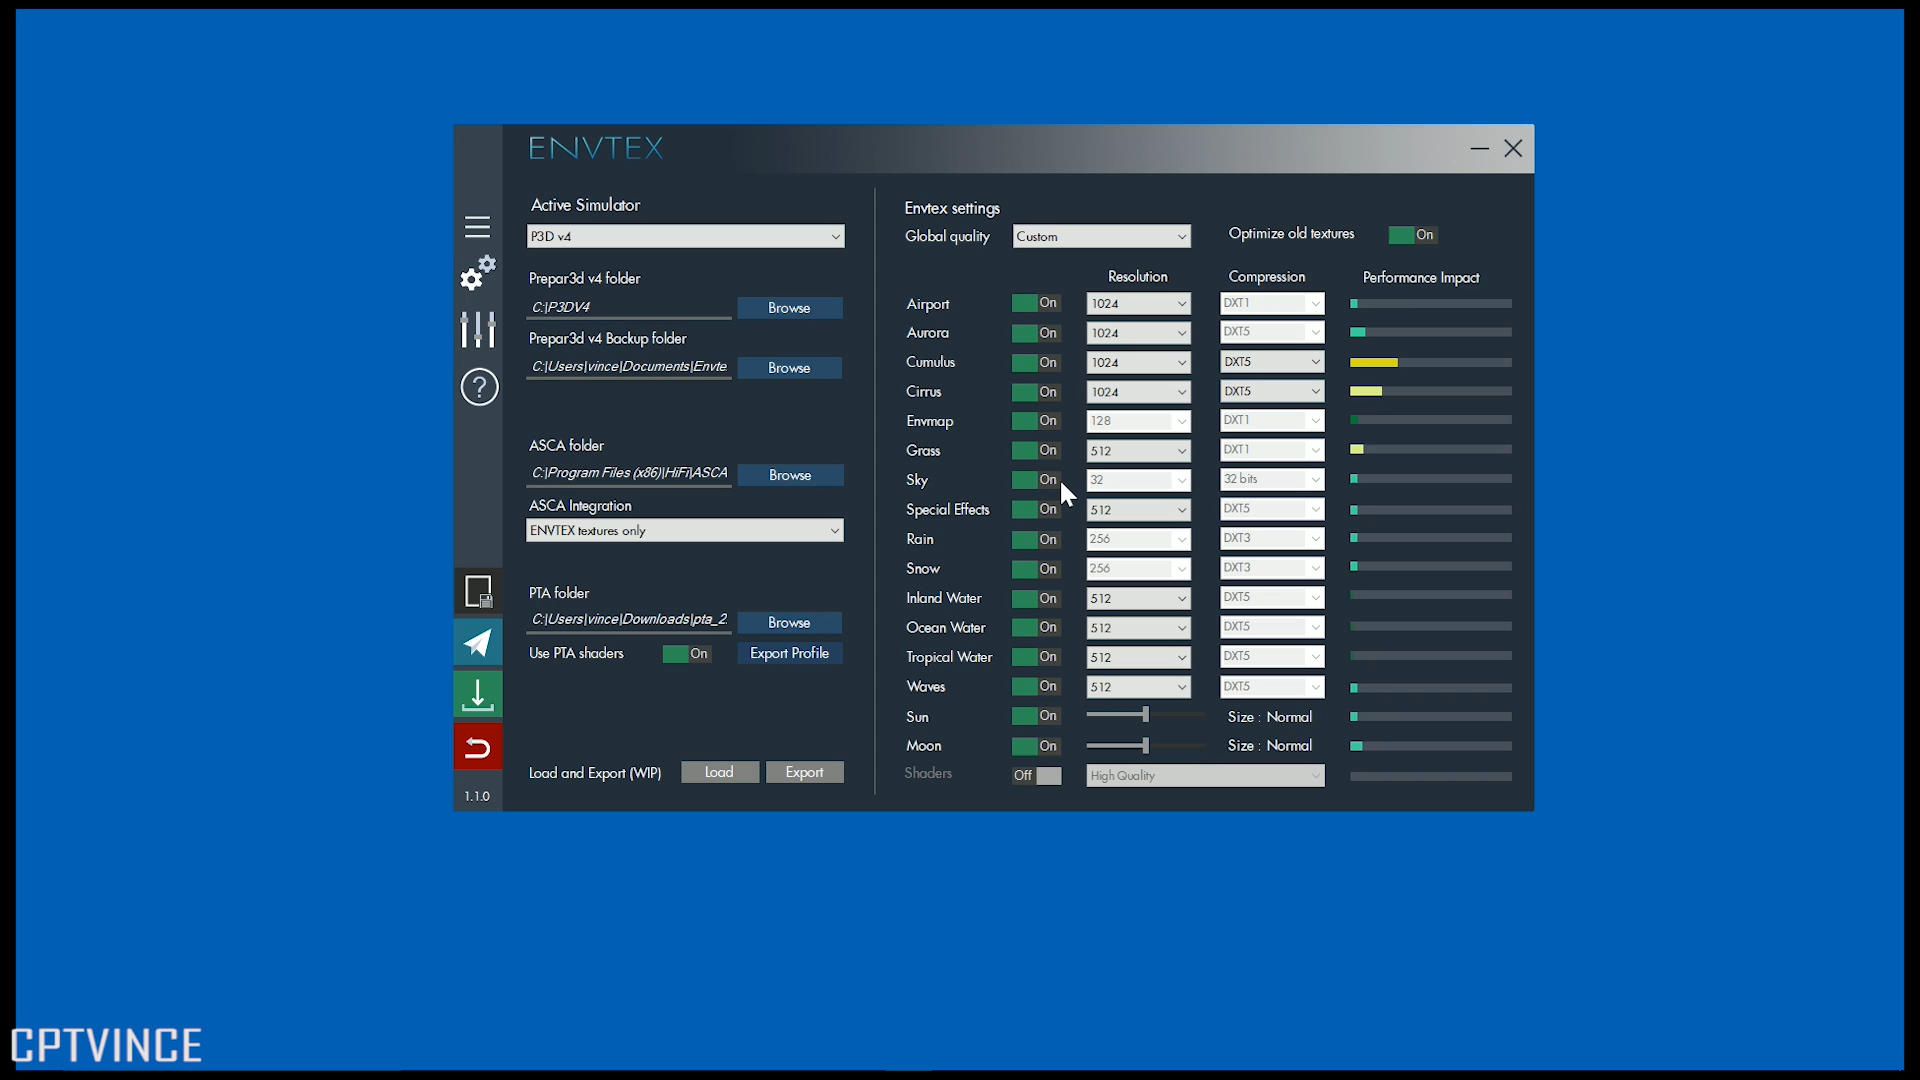 ENVTEX
Active Simulator
P3D v4
Prepar3d v4 folder
C:\P3DV4
Browse
Prepar3d v4 Backup folder
C:\Users\vince\Documents\Envte
Browse
ASCA folder
C:\Program Files (x86)\HiFi\ASCA
Browse
ASCA Integration
ENVTEX textures only
PTA folder
C:\Users\vince\Downloads\pta_2
Browse
Use PTA shaders On Export Profile
Load and Export (WIP) Load Export
1.1.0
Envtex settings
Global quality Custom Optimize old textures On
Resolution Compression Performance Impact
Airport On 1024 DXT1
Aurora On 1024 DXT5
Cumulus On 1024 DXT5
Cirrus On 1024 DXT5
Envmap On 128 DXT1
Grass On 512 DXT1
Sky On 32 32 bits
Special Effects On 512 DXT5
Rain On 256 DXT3
Snow On 256 DXT3
Inland Water On 512 DXT5
Ocean Water On 512 DXT5
Tropical Water On 512 DXT5
Waves On 512 DXT5
Sun On Size : Normal
Moon On Size : Normal
Shaders Off High Quality
CPTVINCE